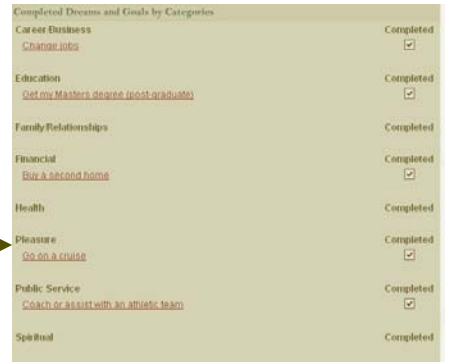 Completed Dreams and Goals by Categories
Career/Business Completed
Change jobs
Education Completed
Get my Masters degree (post-graduate)
Family/Relationships Completed
Financial Completed
Buy a second home
Health Completed
Pleasure Completed
Go on a cruise
Public Service Completed
Coach or assist with an athletic team
Spiritual Completed